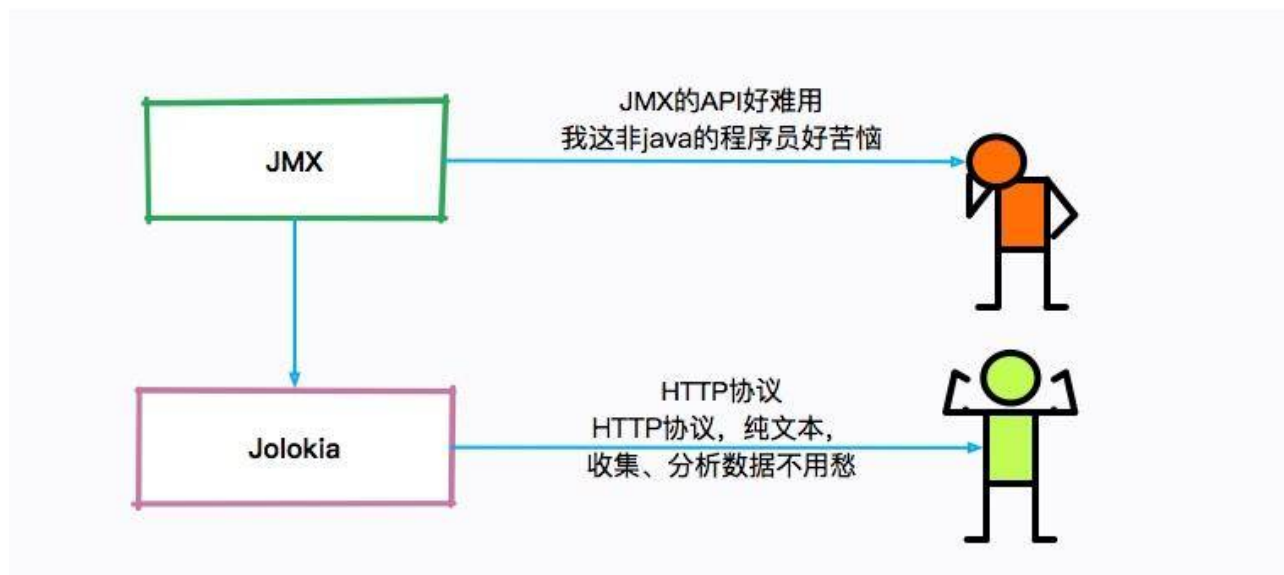 JMX
JMX的API好难用
我这非java的程序员好苦恼
Jolokia
HTTP协议
HTTP协议，纯文本，
收集、分析数据不用愁